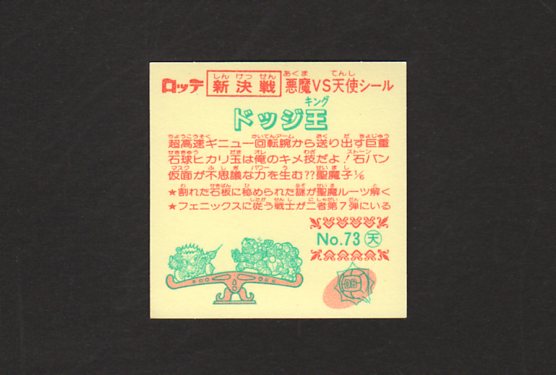 ロッテ 新決戦 悪魔VS天使シール
ドッジ王
超高速ギニュー回転腕から送り出す巨重
石球ヒカリ玉は俺のキメ技だよ!石バン
仮面が不思議な力を生む??聖魔子⅙
★割れた石板に秘められた謎が聖魔ルーツ解く
★フェニックスに従う戦士が二者第7弾にいる
No.73 天